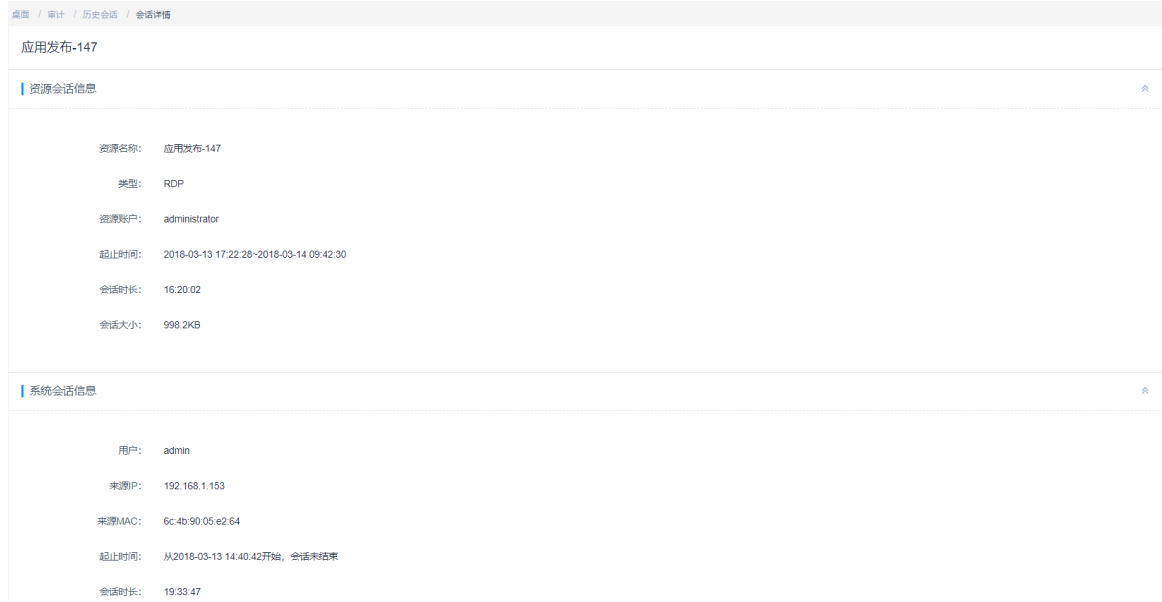 桌面 / 审计 / 历史会话 / 会话详情
应用发布-147
资源会话信息
资源名称： 应用发布-147
类型： RDP
资源账户： administrator
起止时间： 2018-03-13 17:22:28~2018-03-14 09:42:30
会话时长： 16:20:02
会话大小： 998.2KB
系统会话信息
用户： admin
来源IP： 192.168.1.153
来源MAC： 6c:4b:90:05:e2:64
起止时间： 从2018-03-13 14:40:42开始，会话未结束
会话时长： 19:33:47